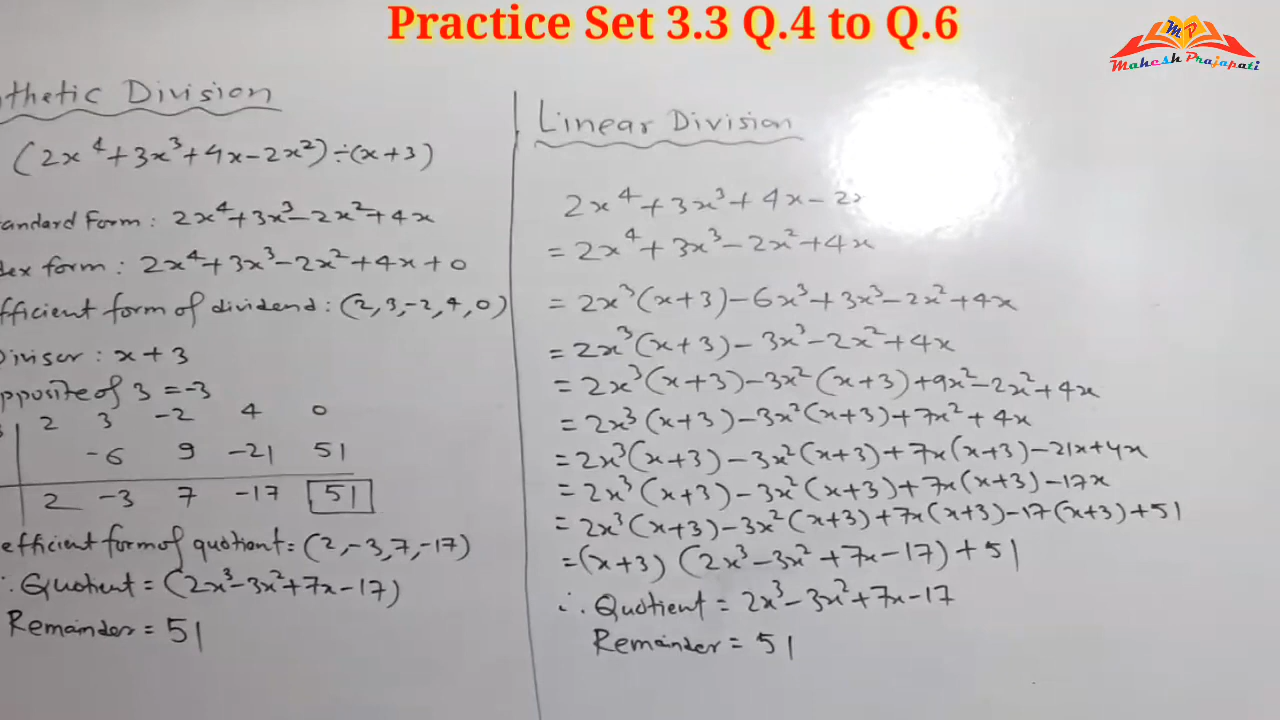 Practice Set 3.3 Q.4 to Q.6
MP
Mahesh Prajapati
thetic Division
(2x⁴+3x³+4x-2x²)÷(x+3)
tandard Form: 2x⁴+3x³-2x²+4x
dex form: 2x⁴+3x³-2x²+4x+0
efficient form of dividend: (2,3,-2,4,0)
Divisor: x+3
opposite of 3 = -3
3 | 2 3 -2 4 0
-6 9 -21 51
2 -3 7 -17 51
efficient form of quotient = (2,-3,7,-17)
∴ Quotient = (2x³-3x²+7x-17)
Remainder = 51
Linear Division
2x⁴+3x³+4x-2x
= 2x⁴+3x³-2x²+4x
= 2x³(x+3)-6x³+3x³-2x²+4x
= 2x³(x+3)-3x³-2x²+4x
= 2x³(x+3)-3x²(x+3)+9x²-2x²+4x
= 2x³(x+3)-3x²(x+3)+7x²+4x
= 2x³(x+3)-3x²(x+3)+7x(x+3)-21x+4x
= 2x³(x+3)-3x²(x+3)+7x(x+3)-17x
= 2x³(x+3)-3x²(x+3)+7x(x+3)-17(x+3)+51
= (x+3) (2x³-3x²+7x-17)+51
∴ Quotient = 2x³-3x²+7x-17
Remainder = 51